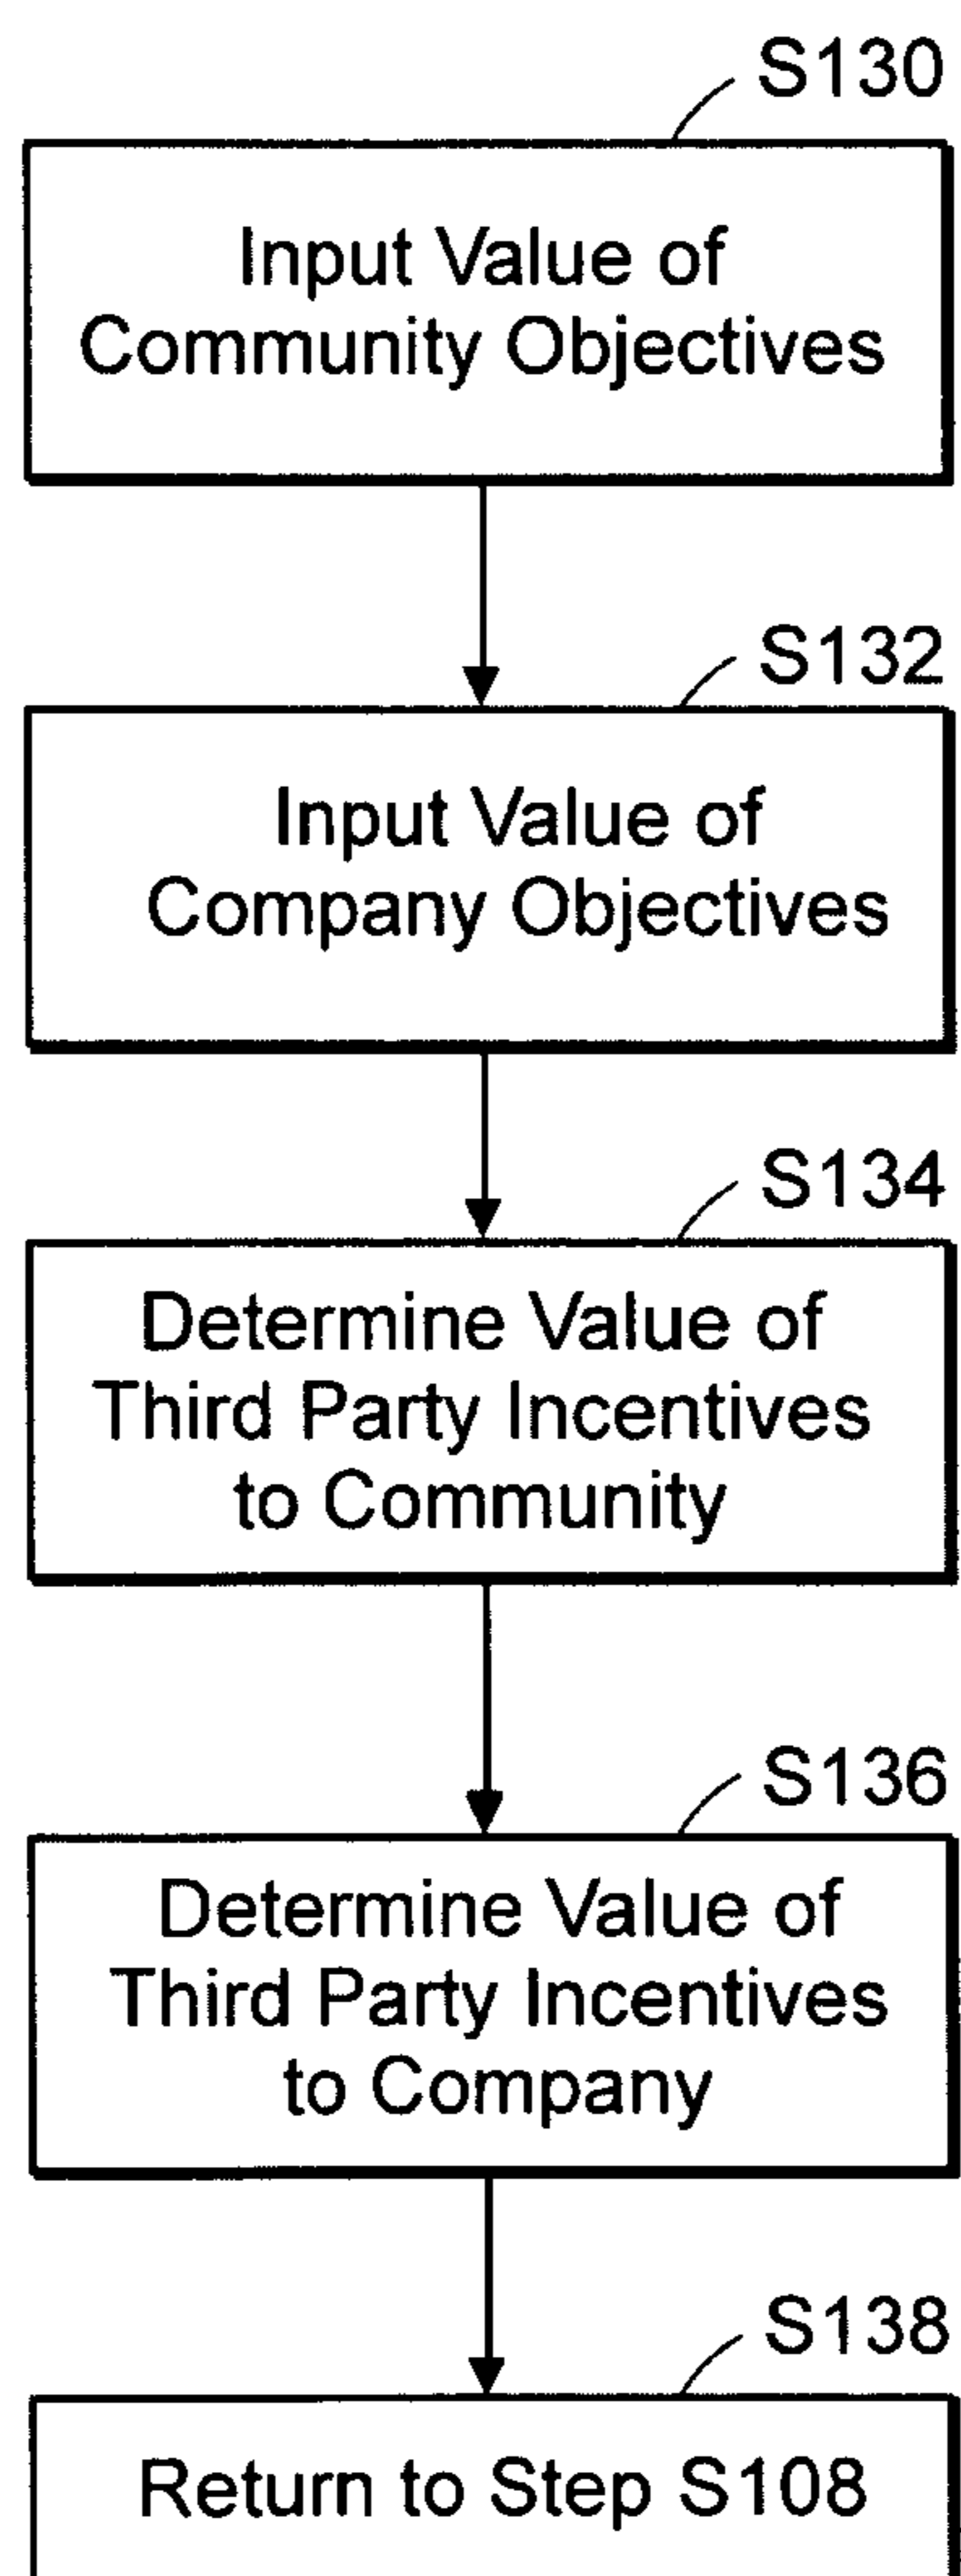 S130
Input Value of
Community Objectives
S132
Input Value of
Company Objectives
S134
Determine Value of
Third Party Incentives
to Community
S136
Determine Value of
Third Party Incentives
to Company
S138
Return to Step S108